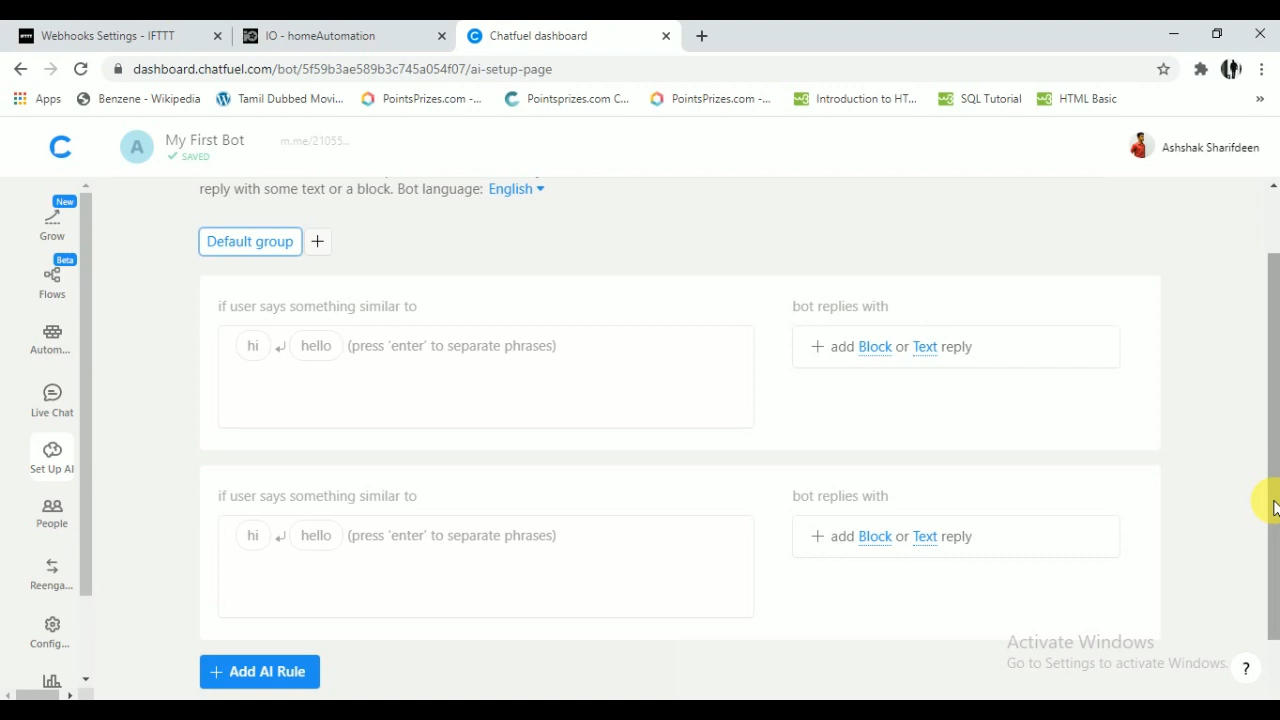 Webhooks Settings - IFTTT
IO - homeAutomation
Chatfuel dashboard
dashboard.chatfuel.com/bot/5f59b3ae589b3c745a054f07/ai-setup-page
Apps
Benzene - Wikipedia
Tamil Dubbed Movi...
PointsPrizes.com -...
Pointsprizes.com C...
PointsPrizes.com -...
Introduction to HT...
SQL Tutorial
HTML Basic
»
A
My First Bot
SAVED
m.me/21055...
Ashshak Sharifdeen
New
Grow
Beta
Flows
Autom...
Live Chat
Set Up AI
People
Reenga...
Config...
reply with some text or a block. Bot language: English
Default group
+
if user says something similar to
bot replies with
hi hello (press 'enter' to separate phrases)
+ add Block or Text reply
if user says something similar to
bot replies with
hi hello (press 'enter' to separate phrases)
+ add Block or Text reply
+ Add AI Rule
Activate Windows
Go to Settings to activate Windows.
?